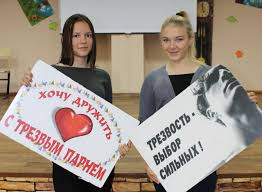 ХОЧУ ДРУЖИТЬ
С ТРЕЗВЫМ ПАРНЕМ
ТРЕЗВОСТЬ -
ВЫБОР
СИЛЬНЫХ !